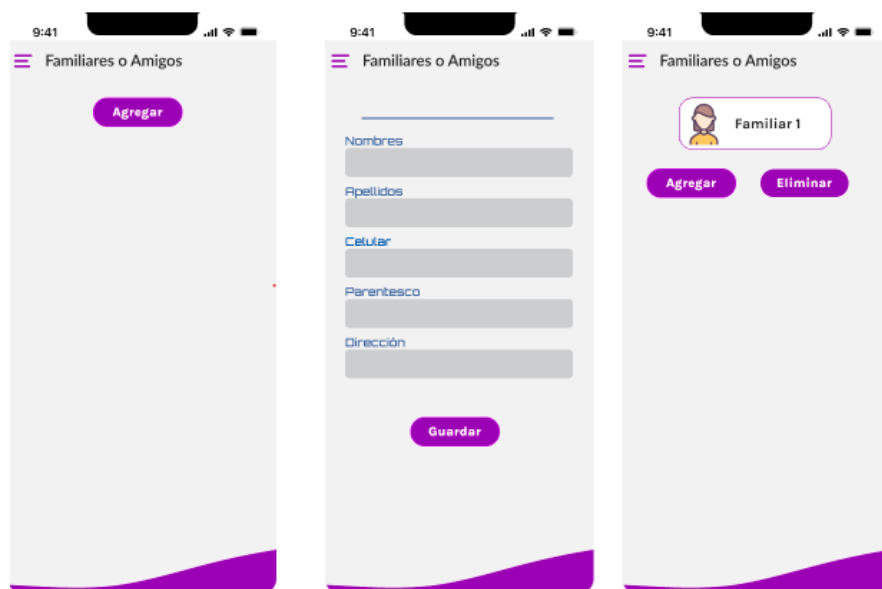 9:41
Familiares o Amigos
Agregar
9:41
Familiares o Amigos
Nombres
Apellidos
Celular
Parentesco
Dirección
Guardar
9:41
Familiares o Amigos
Familiar 1
Agregar
Eliminar